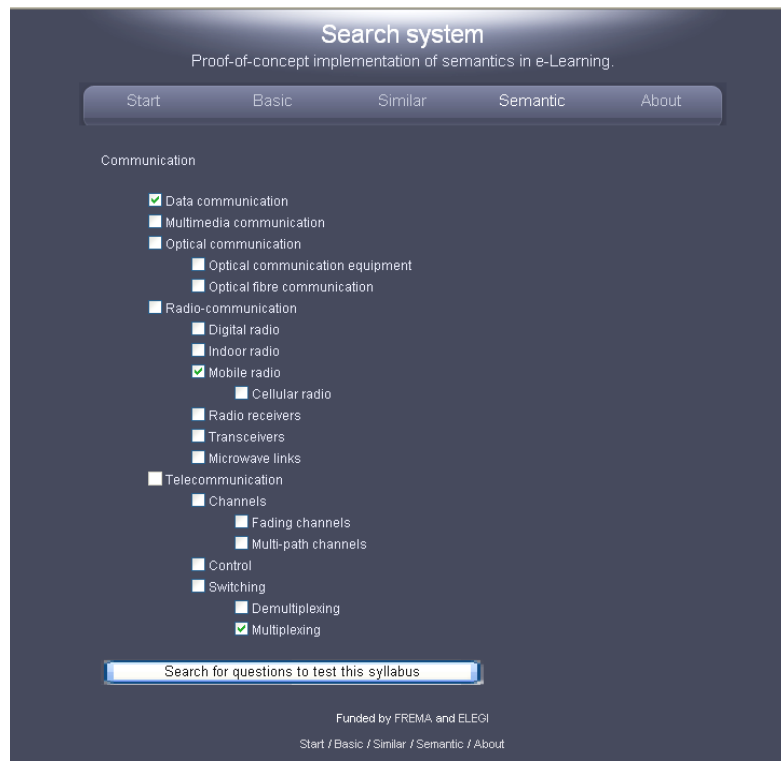 Search system
Proof-of-concept implementation of semantics in e-Learning.
Start Basic Similar Semantic About
Communication
Data communication
Multimedia communication
Optical communication
Optical communication equipment
Optical fibre communication
Radio-communication
Digital radio
Indoor radio
Mobile radio
Cellular radio
Radio receivers
Transceivers
Microwave links
Telecommunication
Channels
Fading channels
Multi-path channels
Control
Switching
Demultiplexing
Multiplexing
Search for questions to test this syllabus
Funded by FREMA and ELEGI
Start / Basic / Similar / Semantic / About